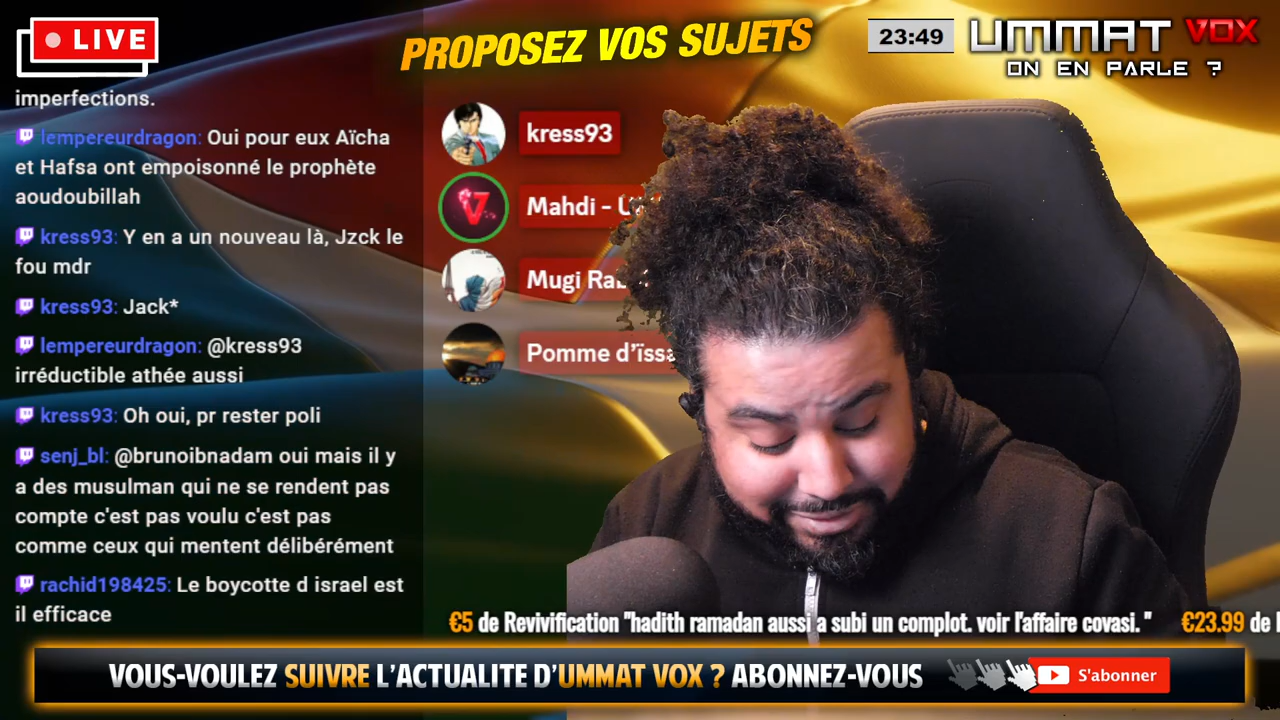 LIVE
PROPOSEZ VOS SUJETS
23:49
UMMAT VOX
ON EN PARLE ?
imperfections.
lempereurdragon: Oui pour eux Aïcha
et Hafsa ont empoisonné le prophète
aoudoubillah
kress93: Y en a un nouveau là, Jzck le
fou mdr
kress93: Jack*
lempereurdragon: @kress93
irréductible athée aussi
kress93: Oh oui, pr rester poli
senj_bl: @brunoibnadam oui mais il y
a des musulman qui ne se rendent pas
compte c'est pas voulu c'est pas
comme ceux qui mentent délibérément
rachid198425: Le boycotte d israel est
il efficace
kress93
Mahdi -
Mugi
Pomme d'ïssa
€5 de Revivification "hadith ramadan aussi a subi un complot. voir l'affaire covasi. " €23.99 de
VOUS-VOULEZ SUIVRE L'ACTUALITE D'UMMAT VOX ? ABONNEZ-VOUS
S'abonner